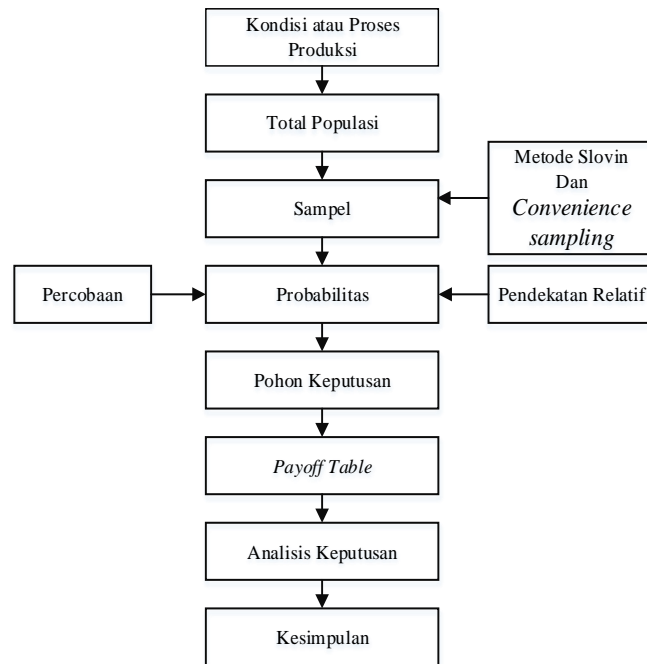 Kondisi atau Proses
Produksi
Total Populasi
Metode Slovin
Dan
Convenience
sampling
Sampel
Percobaan
Probabilitas
Pendekatan Relatif
Pohon Keputusan
Payoff Table
Analisis Keputusan
Kesimpulan